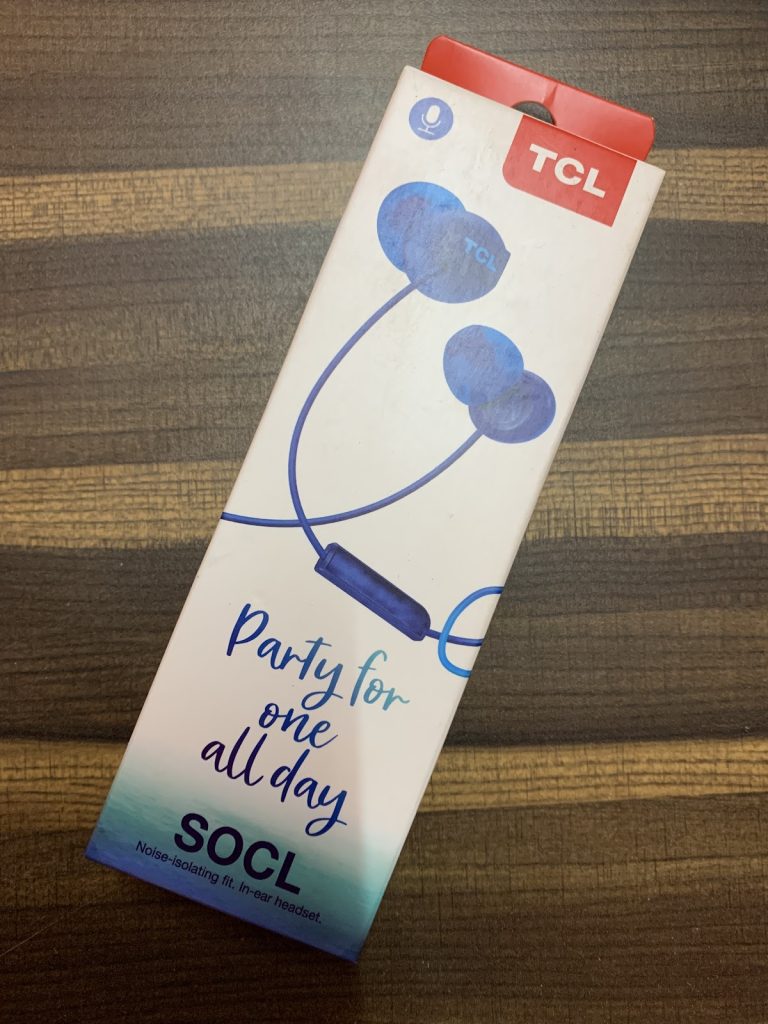 TCL
TCL
Party for
one
all day
SOCL
Noise-isolating fit. In-ear headset.